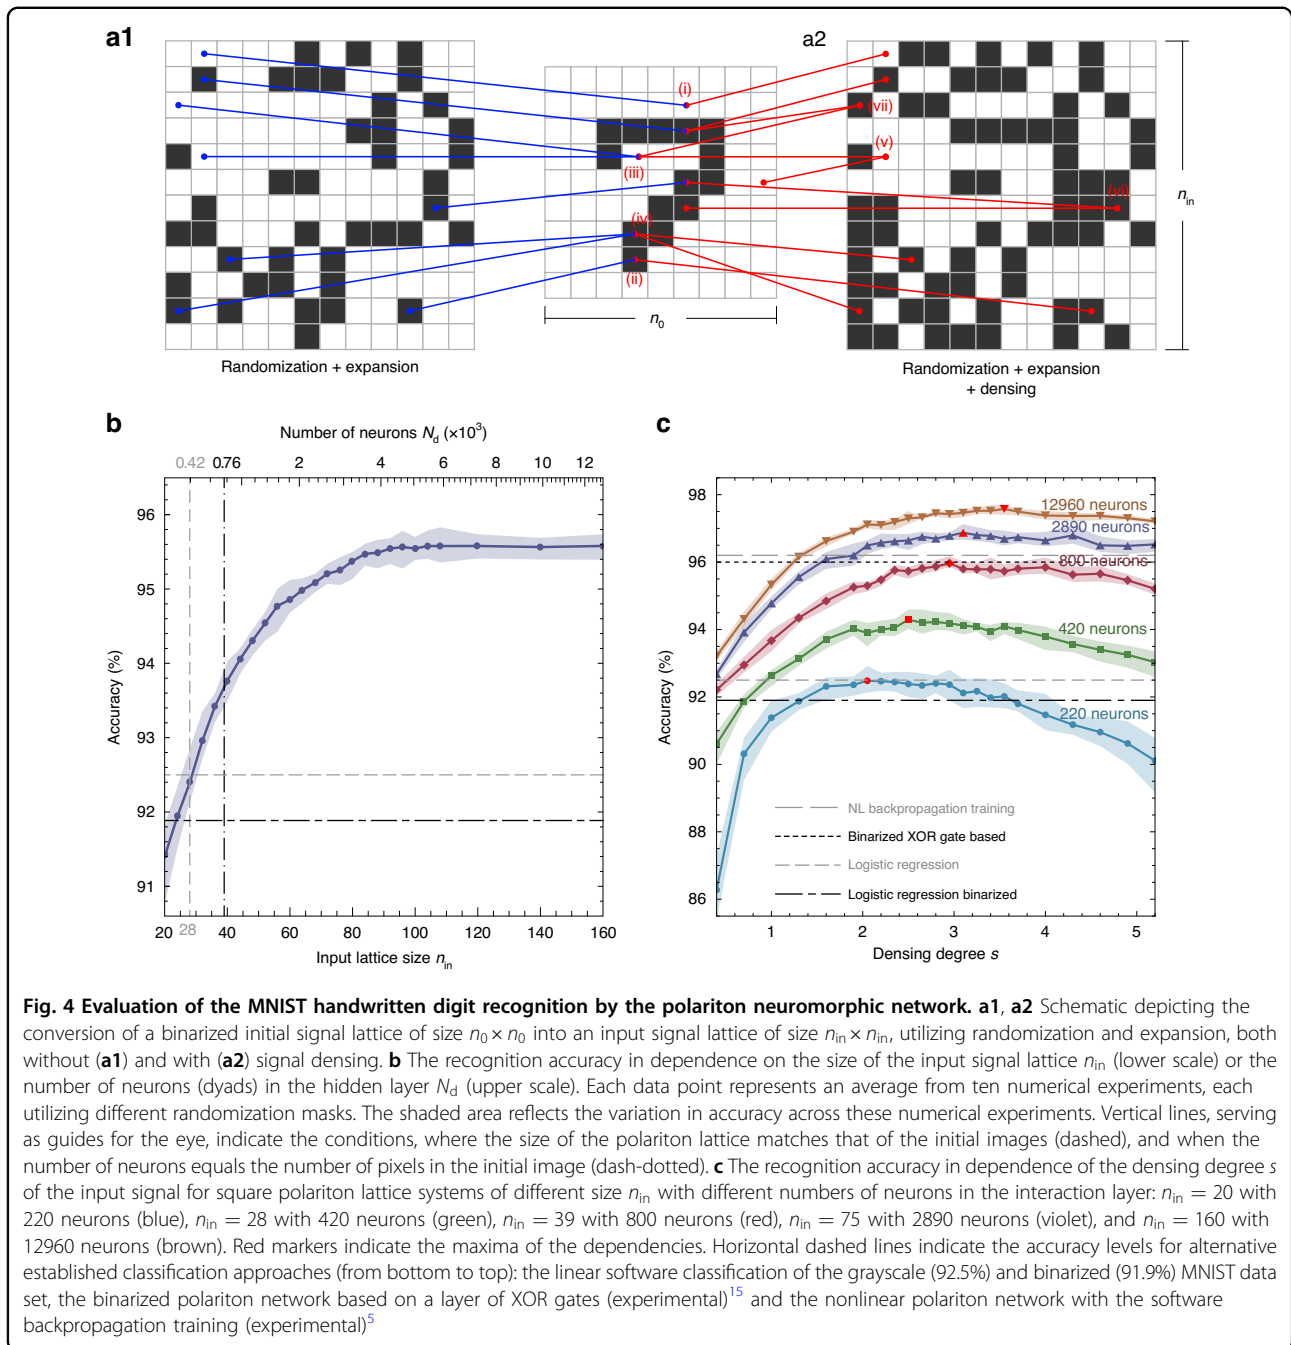 a1
a2
(i)
(vii)
(v)
(iii)
(vi)
n_in
(iv)
(ii)
n_0
Randomization + expansion
Randomization + expansion
+ densing
b
Number of neurons N_d (×10^3)
0.42 0.76 2 4 6 8 10 12
96
95
94
93
92
91
Accuracy (%)
20 28 40 60 80 100 120 140 160
Input lattice size n_in
c
98
96
94
92
90
88
86
Accuracy (%)
12960 neurons
2890 neurons
800 neurons
420 neurons
220 neurons
NL backpropagation training
Binarized XOR gate based
Logistic regression
Logistic regression binarized
1 2 3 4 5
Densing degree s
Fig. 4 Evaluation of the MNIST handwritten digit recognition by the polariton neuromorphic network. a1, a2 Schematic depicting the
conversion of a binarized initial signal lattice of size n_0 × n_0 into an input signal lattice of size n_in × n_in, utilizing randomization and expansion, both
without (a1) and with (a2) signal densing. b The recognition accuracy in dependence on the size of the input signal lattice n_in (lower scale) or the
number of neurons (dyads) in the hidden layer N_d (upper scale). Each data point represents an average from ten numerical experiments, each
utilizing different randomization masks. The shaded area reflects the variation in accuracy across these numerical experiments. Vertical lines, serving
as guides for the eye, indicate the conditions, where the size of the polariton lattice matches that of the initial images (dashed), and when the
number of neurons equals the number of pixels in the initial image (dash-dotted). c The recognition accuracy in dependence of the densing degree s
of the input signal for square polariton lattice systems of different size n_in with different numbers of neurons in the interaction layer: n_in = 20 with
220 neurons (blue), n_in = 28 with 420 neurons (green), n_in = 39 with 800 neurons (red), n_in = 75 with 2890 neurons (violet), and n_in = 160 with
12960 neurons (brown). Red markers indicate the maxima of the dependencies. Horizontal dashed lines indicate the accuracy levels for alternative
established classification approaches (from bottom to top): the linear software classification of the grayscale (92.5%) and binarized (91.9%) MNIST data
set, the binarized polariton network based on a layer of XOR gates (experimental)^15 and the nonlinear polariton network with the software
backpropagation training (experimental)^5